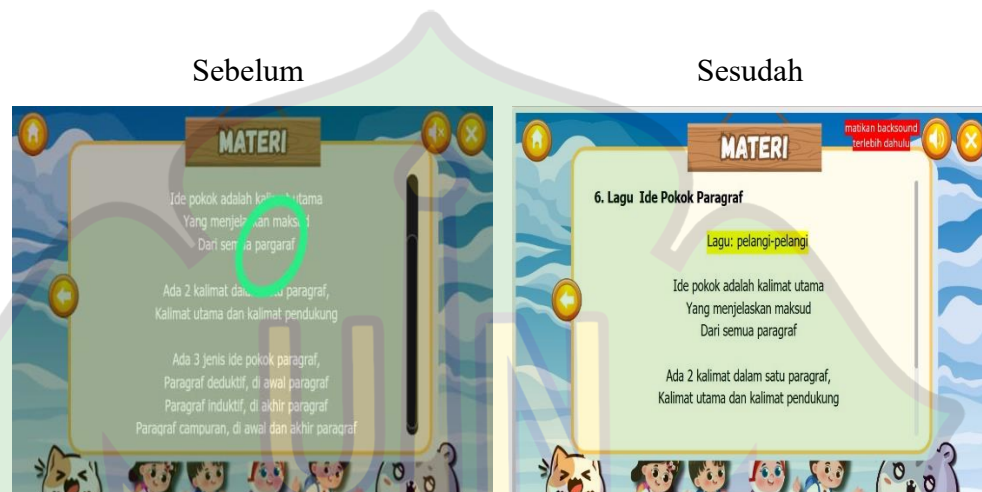 Sebelum
MATERI
Ide pokok adalah kalimat utama
Yang menjelaskan maksud
Dari semua pargaraf
Ada 2 kalimat dalam satu paragraf,
Kalimat utama dan kalimat pendukung
Ada 3 jenis ide pokok paragraf,
Paragraf deduktif, di awal paragraf
Paragraf induktif, di akhir paragraf
Paragraf campuran, di awal dan akhir paragraf
Sesudah
MATERI
matikan backsound
terlebih dahulu
6. Lagu Ide Pokok Paragraf
Lagu: pelangi-pelangi
Ide pokok adalah kalimat utama
Yang menjelaskan maksud
Dari semua paragraf
Ada 2 kalimat dalam satu paragraf,
Kalimat utama dan kalimat pendukung
UIN